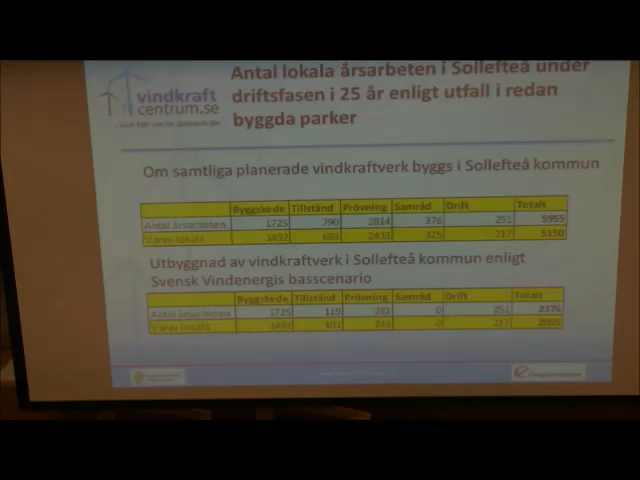 Antal lokala årsarbeten i Sollefteå under
driftsfasen i 25 år enligt utfall i redan
byggda parker
vindkraft
centrum.se
Om samtliga planerade vindkraftverk byggs i Sollefteå kommun
Byggskede Tillstånd Prövning Samråd Drift Totalt
Antal årsarbeten 1725 790 2814 376 251 5955
Varav lokala 1492 683 2433 325 217 5150
Utbyggnad av vindkraftverk i Sollefteå kommun enligt
Svensk Vindenergis basscenario
Byggskede Tillstånd Prövning Samråd Drift Totalt
Antal årsarbeten 1725 119 281 0 251 2376
Varav lokala 1492 103 243 0 217 2055